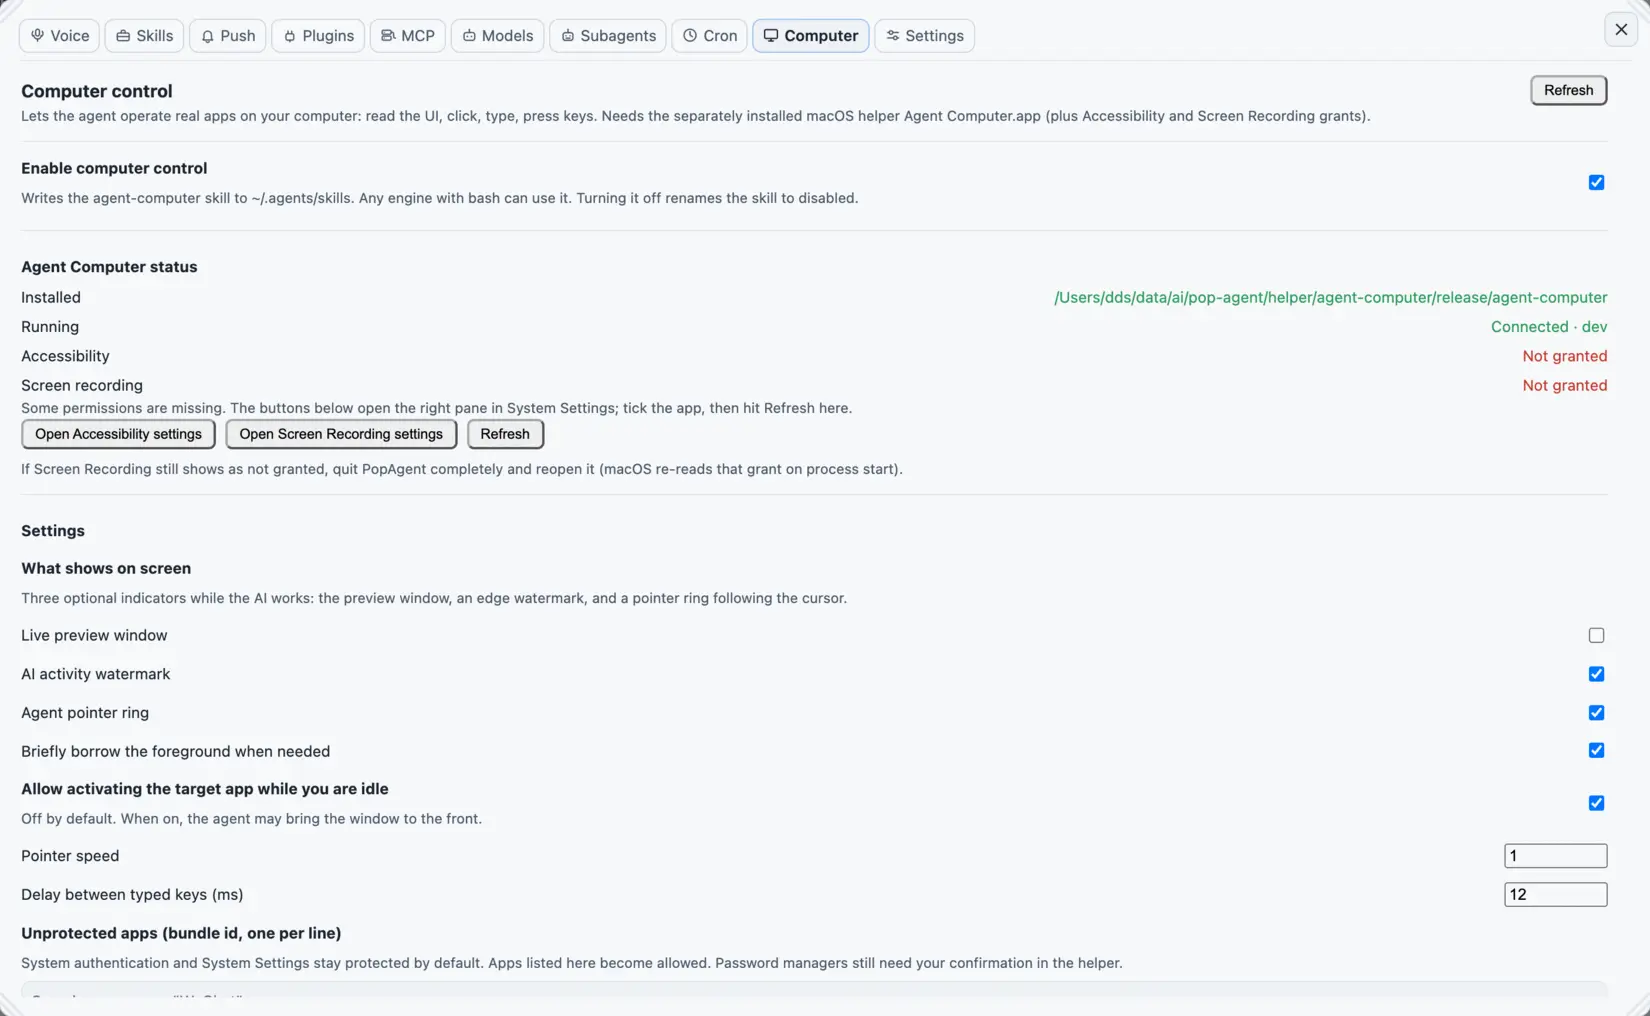 Voice
Skills
Push
Plugins
MCP
Models
Subagents
Cron
Computer
Settings
Computer control
Refresh
Lets the agent operate real apps on your computer: read the UI, click, type, press keys. Needs the separately installed macOS helper Agent Computer.app (plus Accessibility and Screen Recording grants).
Enable computer control
Writes the agent-computer skill to ~/.agents/skills. Any engine with bash can use it. Turning it off renames the skill to disabled.
Agent Computer status
Installed
/Users/dds/data/ai/pop-agent/helper/agent-computer/release/agent-computer
Running
Connected · dev
Accessibility
Not granted
Screen recording
Not granted
Some permissions are missing. The buttons below open the right pane in System Settings; tick the app, then hit Refresh here.
Open Accessibility settings
Open Screen Recording settings
Refresh
If Screen Recording still shows as not granted, quit PopAgent completely and reopen it (macOS re-reads that grant on process start).
Settings
What shows on screen
Three optional indicators while the AI works: the preview window, an edge watermark, and a pointer ring following the cursor.
Live preview window
AI activity watermark
Agent pointer ring
Briefly borrow the foreground when needed
Allow activating the target app while you are idle
Off by default. When on, the agent may bring the window to the front.
Pointer speed
1
Delay between typed keys (ms)
12
Unprotected apps (bundle id, one per line)
System authentication and System Settings stay protected by default. Apps listed here become allowed. Password managers still need your confirmation in the helper.